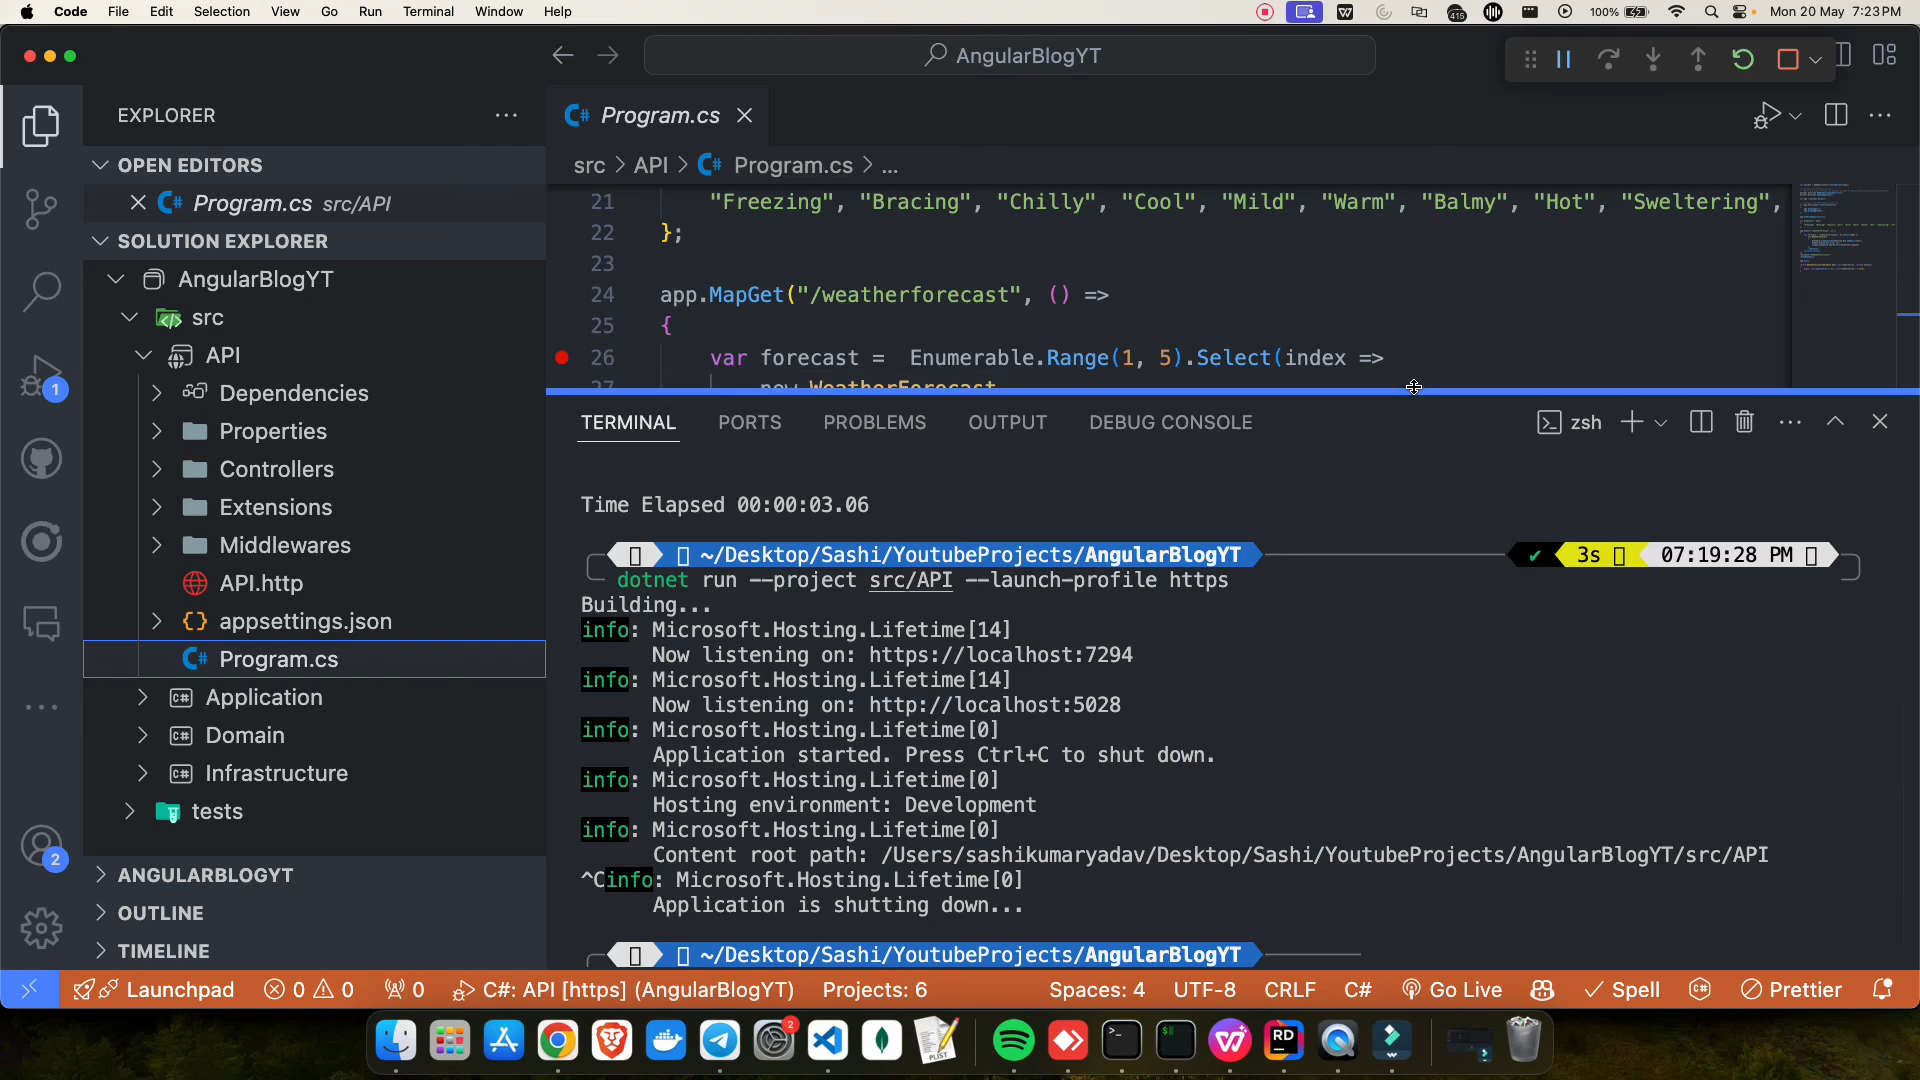 Code File Edit Selection View Go Run Terminal Window Help
415 100% Mon 20 May 7:23 PM
AngularBlogYT
EXPLORER
OPEN EDITORS
Program.cs src/API
SOLUTION EXPLORER
AngularBlogYT
src
API
Dependencies
Properties
Controllers
Extensions
Middlewares
API.http
appsettings.json
Program.cs
Application
Domain
Infrastructure
tests
ANGULARBLOGYT
OUTLINE
TIMELINE
1
2
Program.cs
src > API > Program.cs > ...
21 "Freezing", "Bracing", "Chilly", "Cool", "Mild", "Warm", "Balmy", "Hot", "Sweltering",
22 };
23
24 app.MapGet("/weatherforecast", () =>
25 {
26 var forecast = Enumerable.Range(1, 5).Select(index =>
27 new WeatherForecast
TERMINAL PORTS PROBLEMS OUTPUT DEBUG CONSOLE zsh
Time Elapsed 00:00:03.06
~/Desktop/Sashi/YoutubeProjects/AngularBlogYT ✔ 3s 07:19:28 PM
dotnet run --project src/API --launch-profile https
Building...
info: Microsoft.Hosting.Lifetime[14]
Now listening on: https://localhost:7294
info: Microsoft.Hosting.Lifetime[14]
Now listening on: http://localhost:5028
info: Microsoft.Hosting.Lifetime[0]
Application started. Press Ctrl+C to shut down.
info: Microsoft.Hosting.Lifetime[0]
Hosting environment: Development
info: Microsoft.Hosting.Lifetime[0]
Content root path: /Users/sashikumaryadav/Desktop/Sashi/YoutubeProjects/AngularBlogYT/src/API
^Cinfo: Microsoft.Hosting.Lifetime[0]
Application is shutting down...
~/Desktop/Sashi/YoutubeProjects/AngularBlogYT
Launchpad 0 0 0 C#: API [https] (AngularBlogYT) Projects: 6 Spaces: 4 UTF-8 CRLF C# Go Live Spell Prettier
2
PLIST
RD